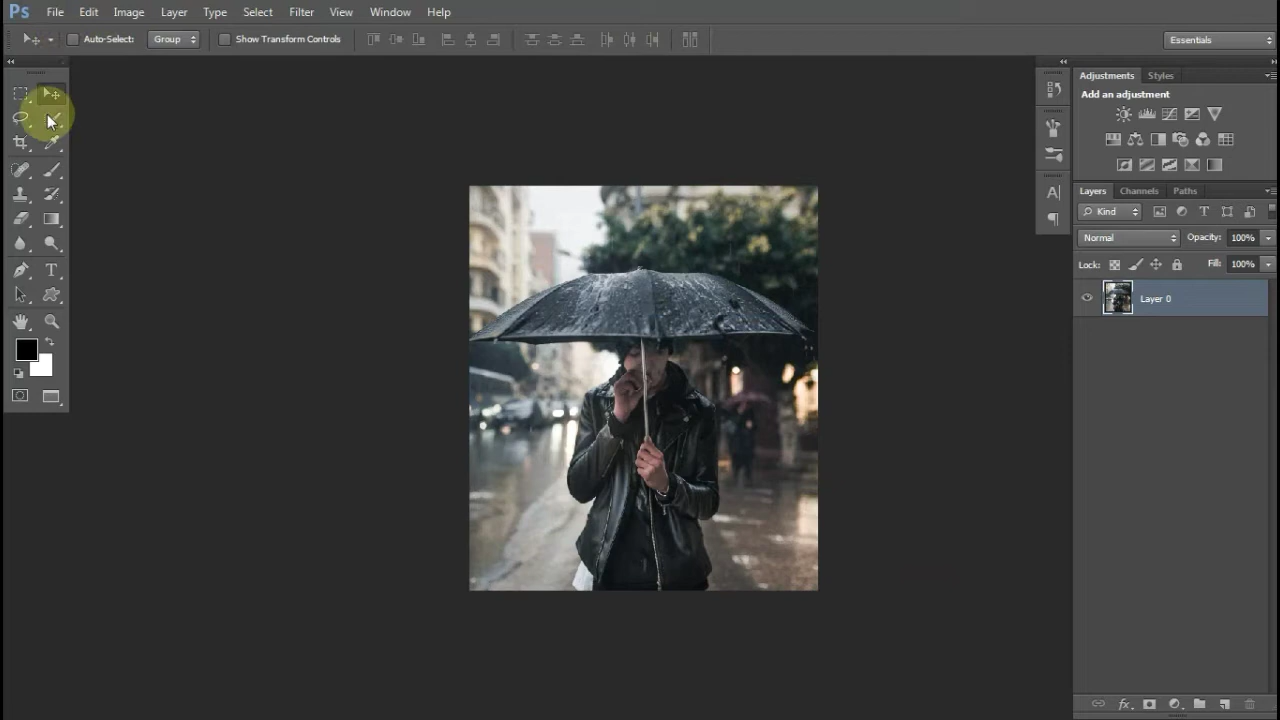 Ps File Edit Image Layer Type Select Filter View Window Help
Auto-Select: Group Show Transform Controls Essentials
Adjustments Styles
Add an adjustment
Layers Channels Paths
Kind T
Normal Opacity: 100%
Lock: Fill: 100%
Layer 0
T
A
fx